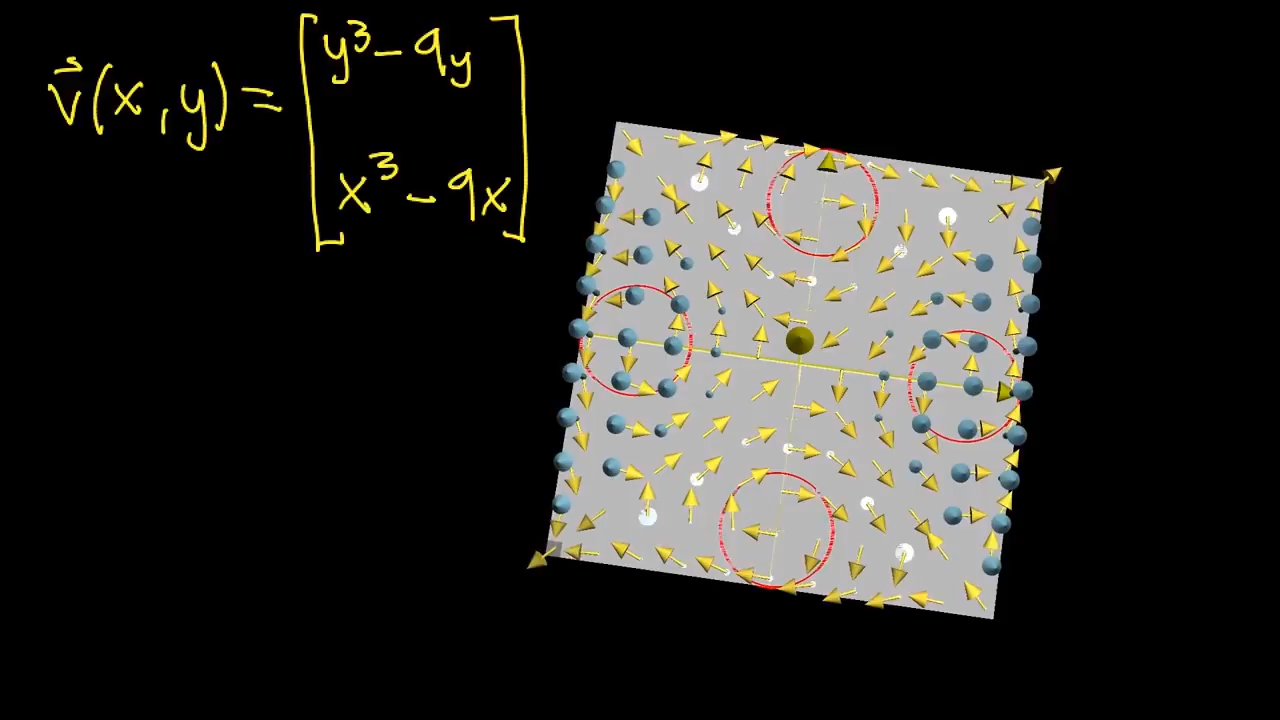 v⃗(x,y) = [ y³ - 9y
x³ - 9x ]